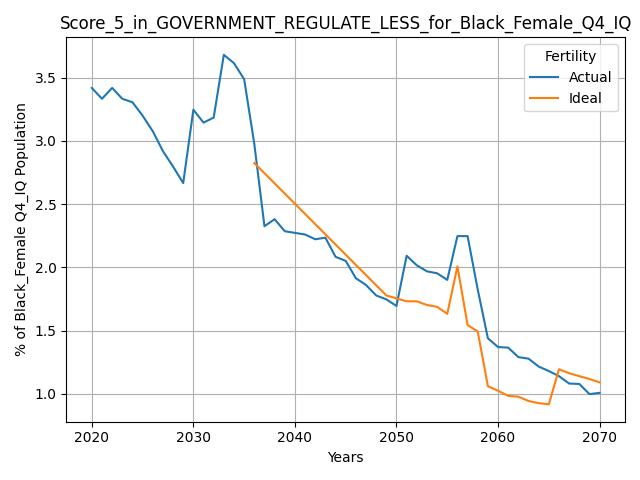 Score_5_in_GOVERNMENT_REGULATE_LESS_for_Black_Female_Q4_IQ
Fertility
Actual
Ideal
% of Black_Female Q4_IQ Population
3.5
3.0
2.5
2.0
1.5
1.0
2020 2030 2040 2050 2060 2070
Years